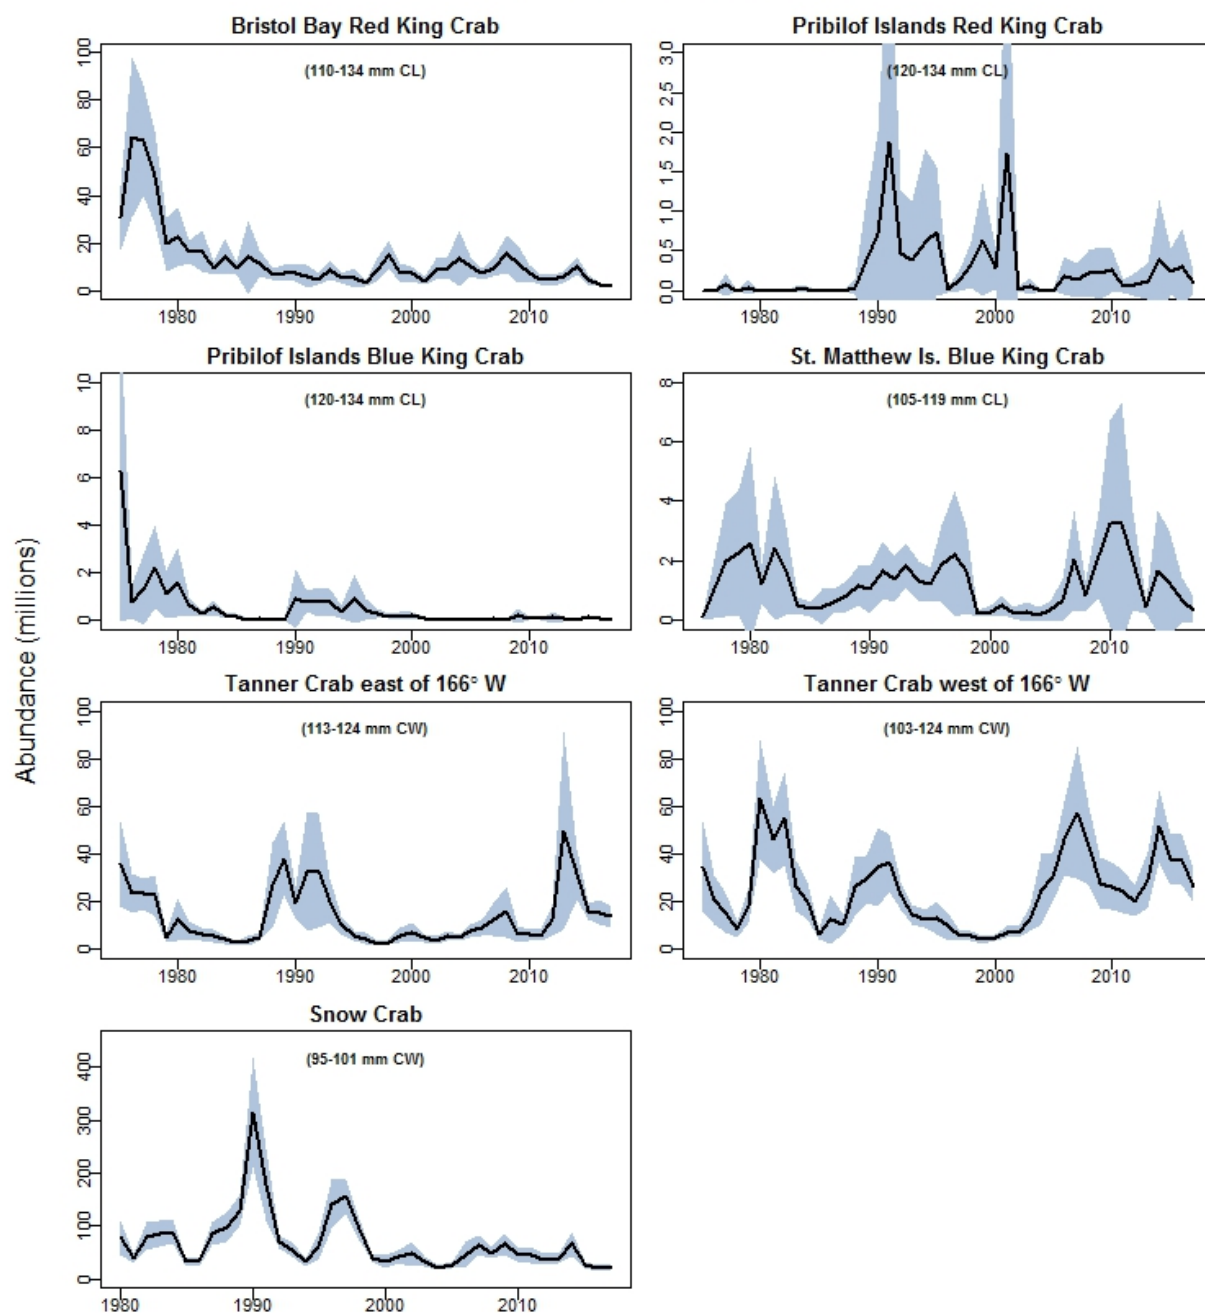 Abundance (millions)
Bristol Bay Red King Crab
(110-134 mm CL)
100
80
60
40
20
0
1980 1990 2000 2010
Pribilof Islands Red King Crab
(120-134 mm CL)
3.0
2.5
2.0
1.5
1.0
0.5
0.0
1980 1990 2000 2010
Pribilof Islands Blue King Crab
(120-134 mm CL)
10
8
6
4
2
0
1980 1990 2000 2010
St. Matthew Is. Blue King Crab
(105-119 mm CL)
8
6
4
2
0
1980 1990 2000 2010
Tanner Crab east of 166° W
(113-124 mm CW)
100
80
60
40
20
0
1980 1990 2000 2010
Tanner Crab west of 166° W
(103-124 mm CW)
100
80
60
40
20
0
1980 1990 2000 2010
Snow Crab
(95-101 mm CW)
400
300
200
100
0
1980 1990 2000 2010